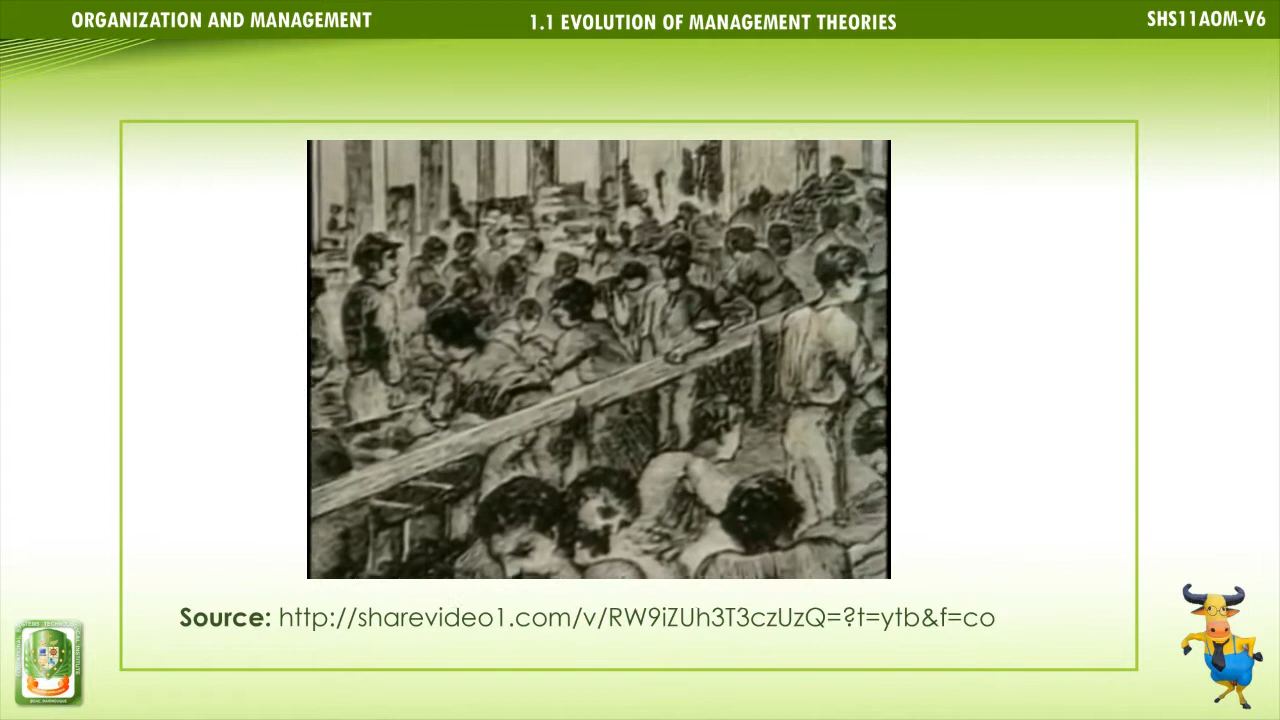 ORGANIZATION AND MANAGEMENT
1.1 EVOLUTION OF MANAGEMENT THEORIES
SHS11AOM-V6
Source: http://sharevideo1.com/v/RW9iZUh3T3czUzQ=?t=ytb&f=co